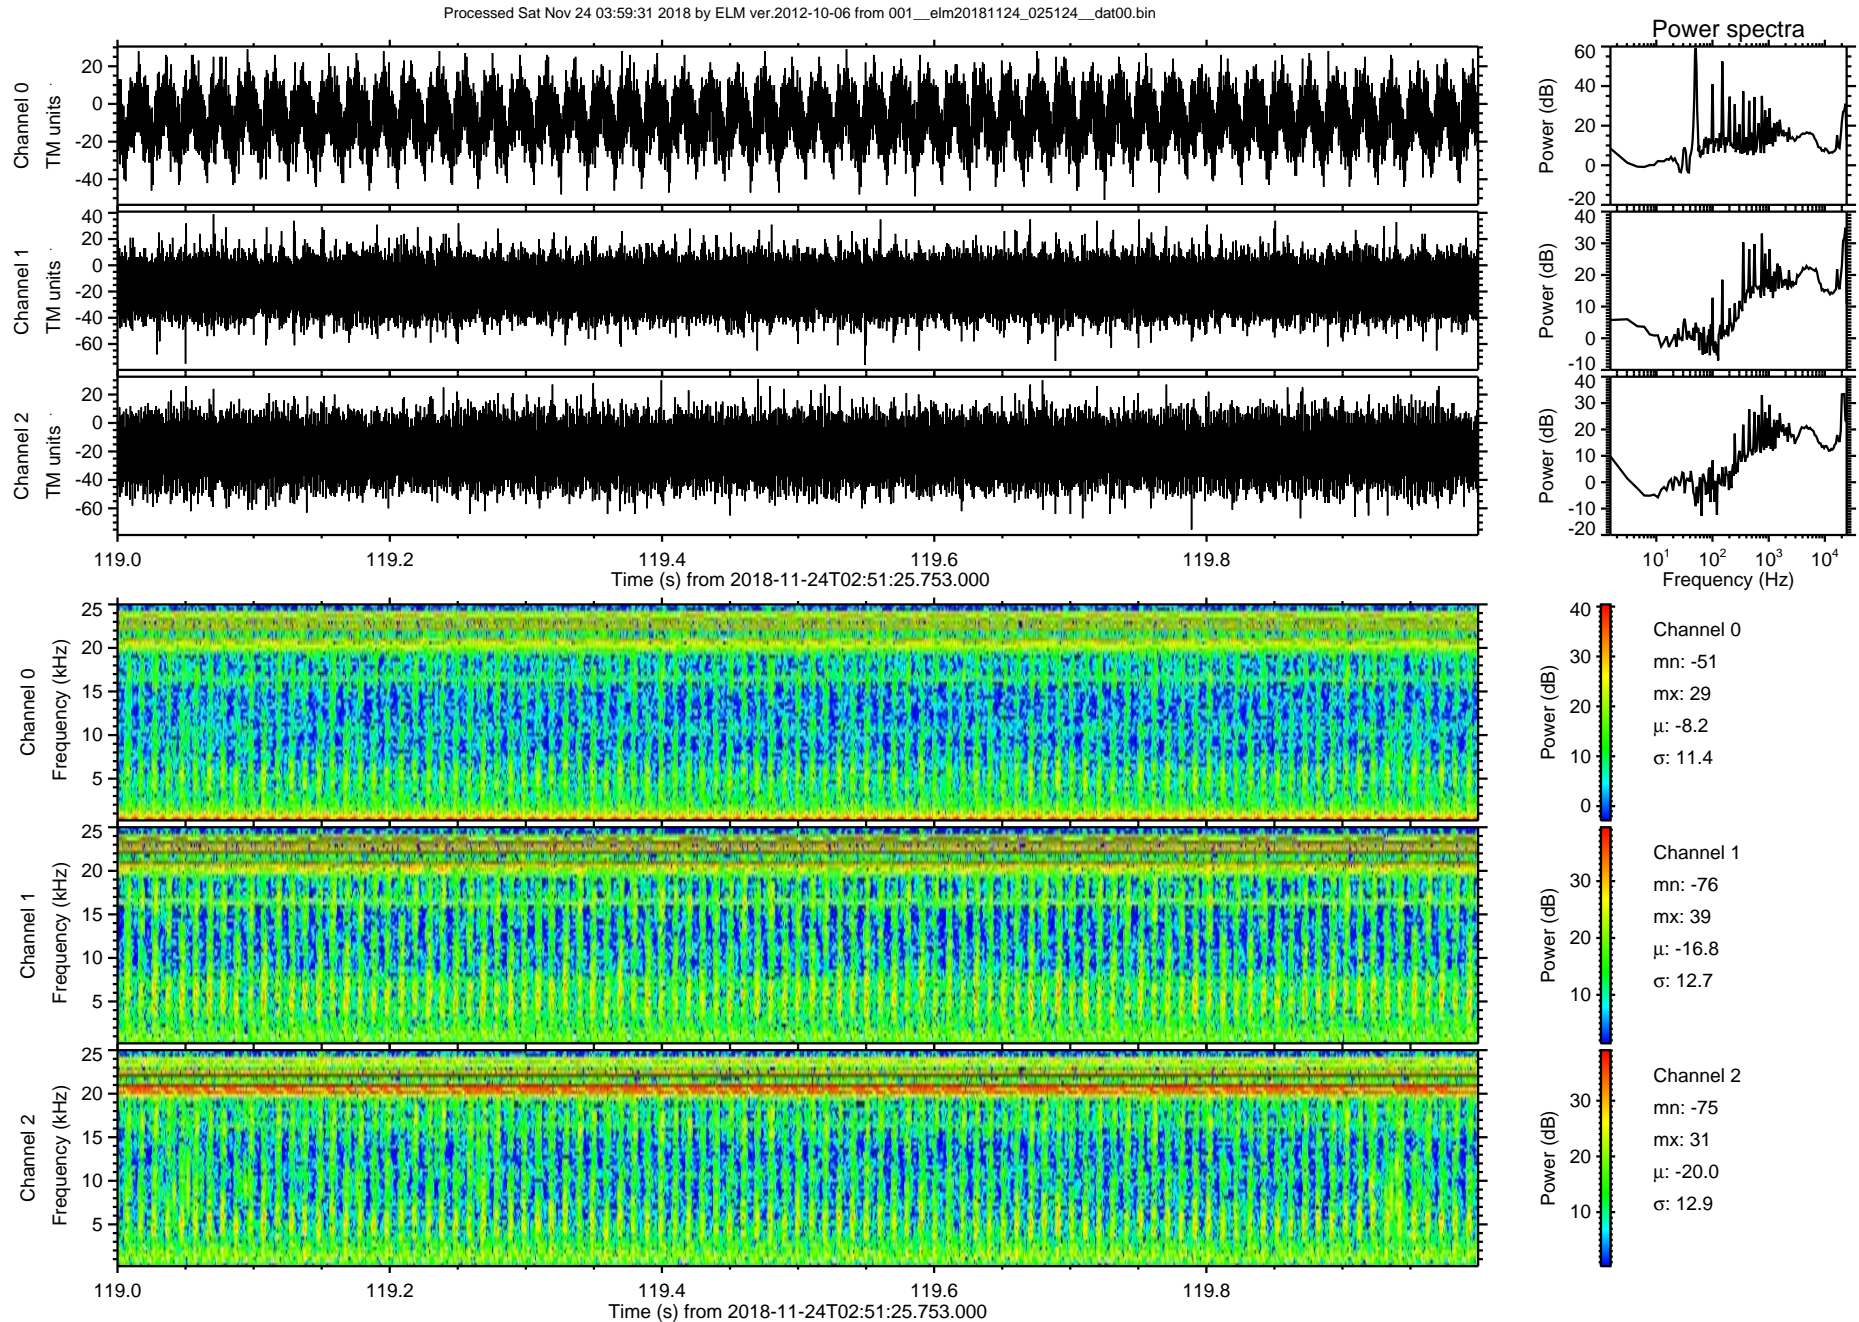 Processed Sat Nov 24 03:59:31 2018 by ELM ver.2012-10-06 from 001__elm20181124_025124__dat00.bin
Power spectra
Channel 0
TM units
20
0
-20
-40
Power (dB)
60
40
20
0
-20
Channel 1
TM units
40
20
0
-20
-40
-60
Power (dB)
40
30
20
10
0
-10
Channel 2
TM units
20
0
-20
-40
-60
Power (dB)
40
30
20
10
0
-10
-20
119.0 119.2 119.4 119.6 119.8
Time (s) from 2018-11-24T02:51:25.753.000
10¹ 10² 10³ 10⁴
Frequency (Hz)
Channel 0
Frequency (kHz)
25
20
15
10
5
Power (dB)
40
30
20
10
0
Channel 0
mn: -51
mx: 29
μ: -8.2
σ: 11.4
Channel 1
Frequency (kHz)
25
20
15
10
5
Power (dB)
30
20
10
Channel 1
mn: -76
mx: 39
μ: -16.8
σ: 12.7
Channel 2
Frequency (kHz)
25
20
15
10
5
Power (dB)
30
20
10
Channel 2
mn: -75
mx: 31
μ: -20.0
σ: 12.9
119.0 119.2 119.4 119.6 119.8
Time (s) from 2018-11-24T02:51:25.753.000